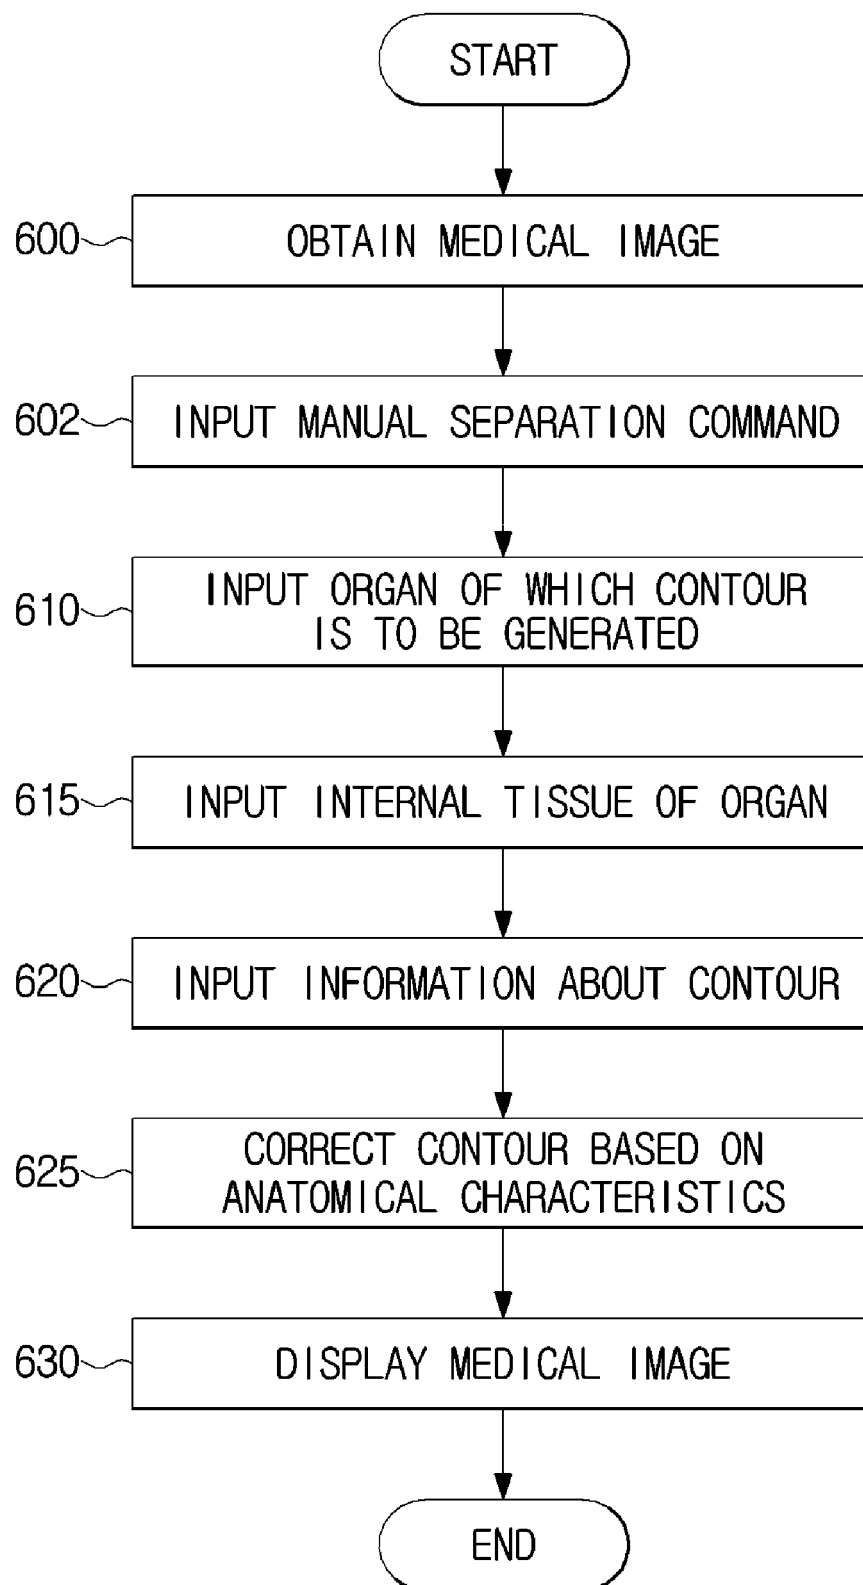 START
600
OBTAIN MEDICAL IMAGE
602
INPUT MANUAL SEPARATION COMMAND
610
INPUT ORGAN OF WHICH CONTOUR
IS TO BE GENERATED
615
INPUT INTERNAL TISSUE OF ORGAN
620
INPUT INFORMATION ABOUT CONTOUR
625
CORRECT CONTOUR BASED ON
ANATOMICAL CHARACTERISTICS
630
DISPLAY MEDICAL IMAGE
END